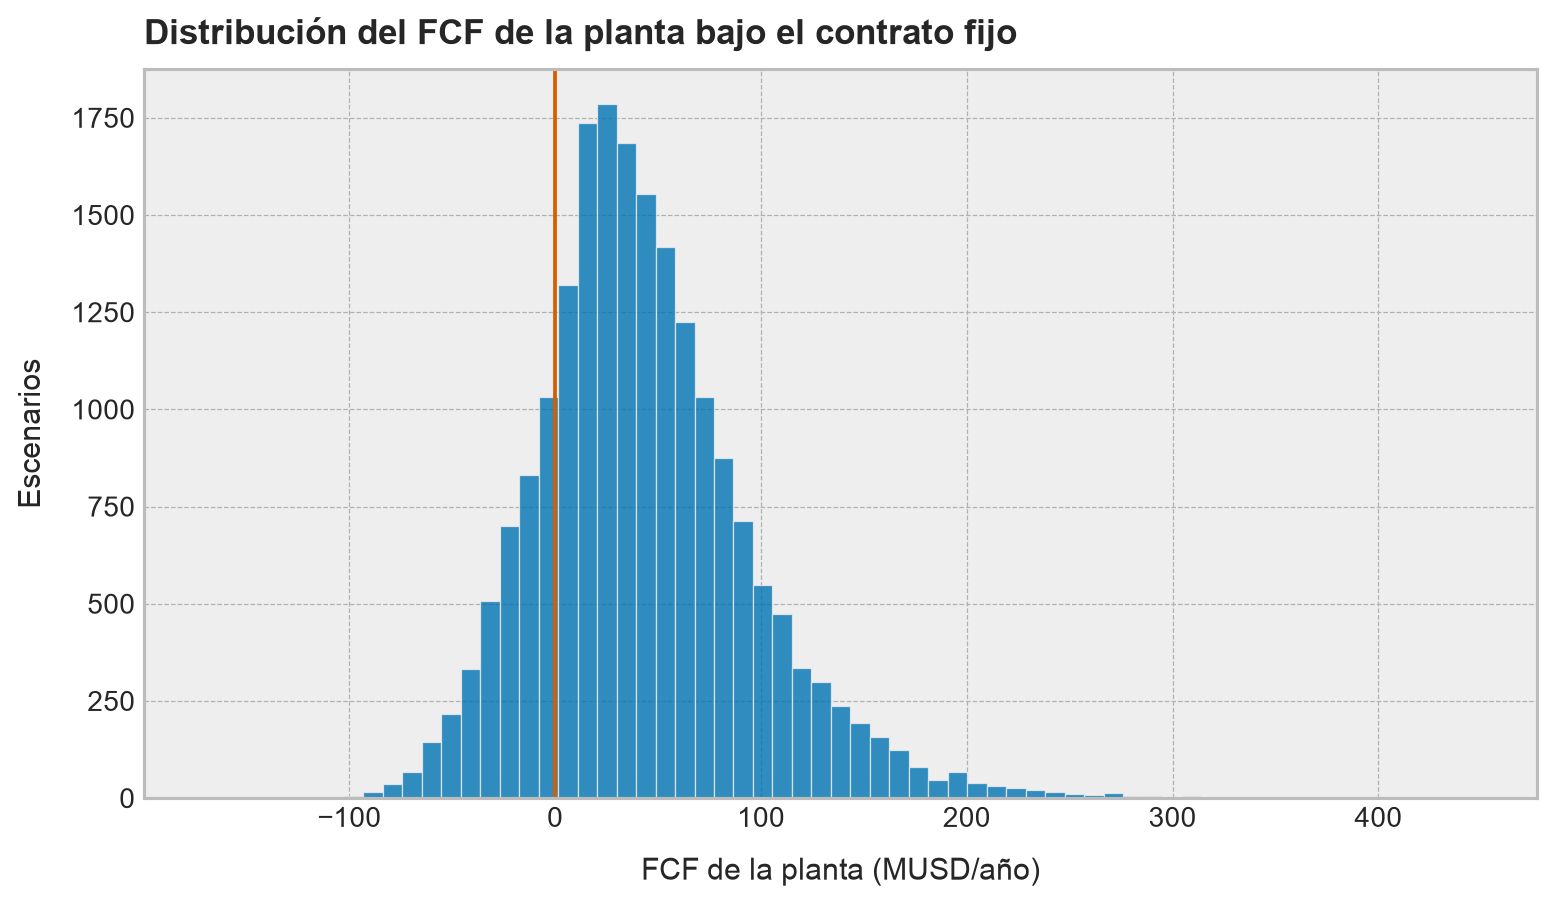 Distribución del FCF de la planta bajo el contrato fijo
Escenarios
1750
1500
1250
1000
750
500
250
0
−100 0 100 200 300 400
FCF de la planta (MUSD/año)